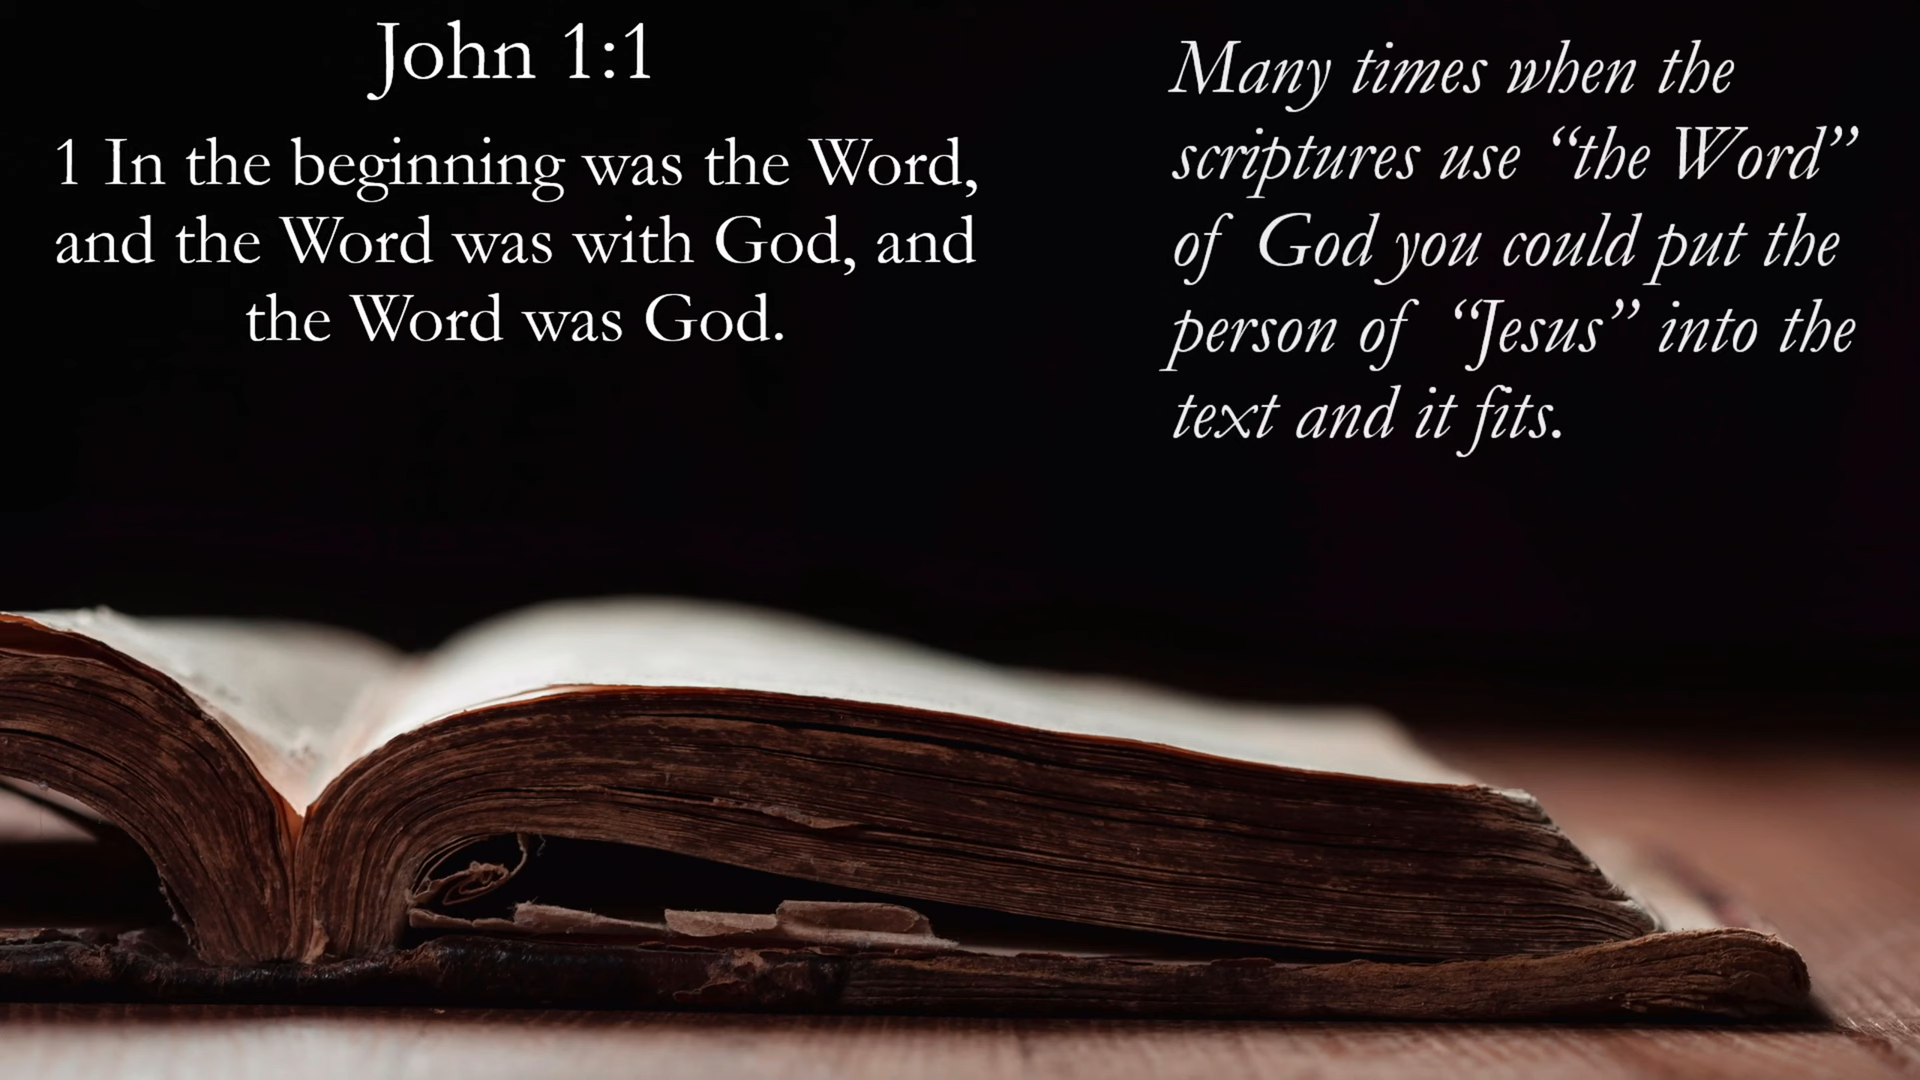 John 1:1
1 In the beginning was the Word,
and the Word was with God, and
the Word was God.
Many times when the
scriptures use “the Word”
of God you could put the
person of “Jesus” into the
text and it fits.